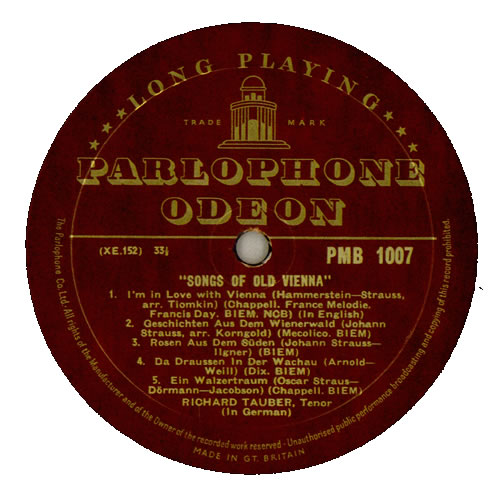 ★★★★★ LONG PLAYING ★★★★★
TRADE MARK
PARLOPHONE
ODEON
(XE.152) 33⅓
PMB 1007
"SONGS OF OLD VIENNA"
1. I'm in Love with Vienna (Hammerstein—Strauss,
arr. Tiomkin) (Chappell. France Melodie.
Francis Day. BIEM. NCB) (In English)
2. Geschichten Aus Dem Wienerwald (Johann
Strauss, arr. Korngold) (Mecolico. BIEM)
3. Rosen Aus Dem Süden (Johann Strauss—
Ilgner) (BIEM)
4. Da Draussen In Der Wachau (Arnold—
Weill) (Dix. BIEM)
5. Ein Walzertraum (Oscar Straus—
Dörmann—Jacobson) (Chappell. BIEM)
RICHARD TAUBER, Tenor
(In German)
The Parlophone Co. Ltd. All rights of the Manufacturer and of the Owner of the recorded work reserved - Unauthorised public performance broadcasting and copying of this record prohibited.
MADE IN GT. BRITAIN